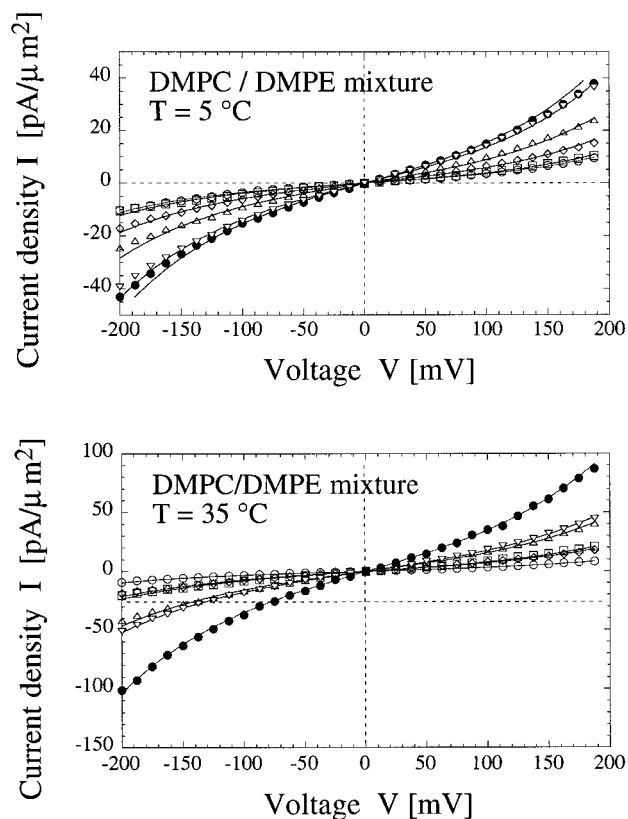 DMPC / DMPE mixture
T = 5 °C
Current density I [pA/μm2)
40
20
0
-20
-40
-200 -150 -100 -50 0 50 100 150 200
Voltage V [mV]
DMPC/DMPE mixture
T = 35 °C
Current density I [pA/μm2)
100
50
0
-50
-100
-150
-200 -150 -100 -50 0 50 100 150 200
Voltage V [mV]